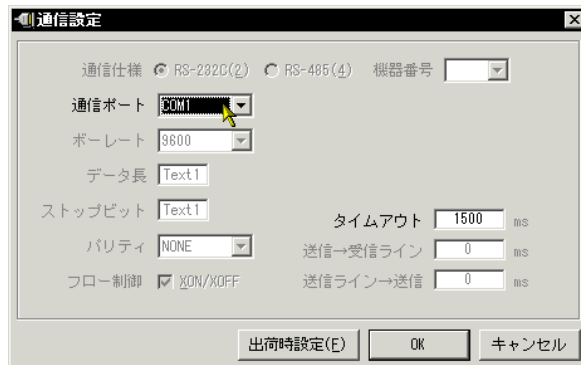 通信設定
通信仕様 RS-232C(2) RS-485(4) 機器番号
通信ポート COM1
ボーレート 9600
データ長 Text1
ストップビット Text1
タイムアウト 1500 ms
パリティ NONE
送信→受信ライン 0 ms
フロー制御 XON/XOFF
送信ライン→送信 0 ms
出荷時設定(F) OK キャンセル